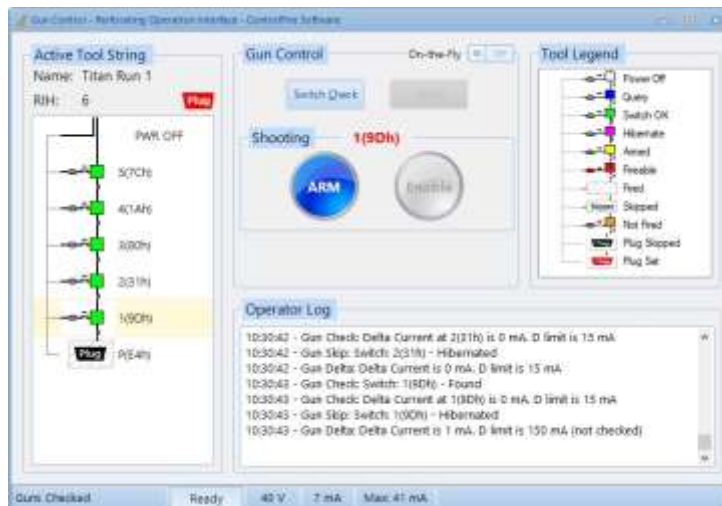 Gun Control - Perforating Operation Interface - ControlFire Software
Active Tool String
Name: Titan Run 1
RIH: 6
Plug
PWR OFF
5(7Ch)
4(1Ah)
3(80h)
2(31h)
1(9Dh)
Plug
P(E4h)
Gun Control
On-the-Fly
Switch Check
Shooting
1(9Dh)
ARM
Enable
Tool Legend
Power Off
Query
Switch OK
Hibernate
Armed
Fireable
Fired
Skipped
Not Fired
Plug Skipped
Plug Set
Operator Log
10:30:42 - Gun Check: Delta Current at 2(31h) is 0 mA. D limit is 15 mA
10:30:42 - Gun Skip: Switch: 2(31h) - Hibernated
10:30:42 - Gun Delta: Delta Current is 0 mA. D limit is 15 mA
10:30:43 - Gun Check: Switch: 1(9Dh) - Found
10:30:43 - Gun Check: Delta Current at 1(9Dh) is 0 mA. D limit is 15 mA
10:30:43 - Gun Skip: Switch: 1(9Dh) - Hibernated
10:30:43 - Gun Delta: Delta Current is 1 mA. D limit is 150 mA (not checked)
Guns Checked
Ready
40 V
7 mA
Max: 41 mA